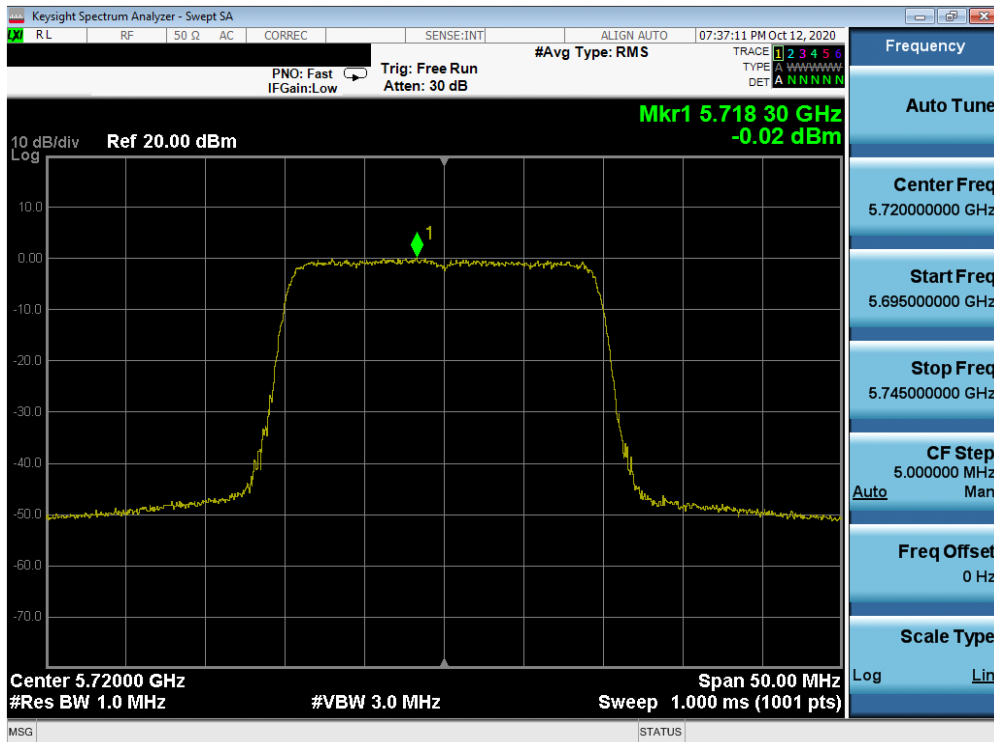 Keysight Spectrum Analyzer - Swept SA
LXI RL RF 50 Ω AC CORREC SENSE:INT ALIGN AUTO 07:37:11 PM Oct 12, 2020
PNO: Fast
IFGain:Low
Trig: Free Run
Atten: 30 dB
#Avg Type: RMS
TRACE 1 2 3 4 5 6
TYPE A WWWWW
DET A N N N N N
Mkr1 5.718 30 GHz
-0.02 dBm
10 dB/div Ref 20.00 dBm
Log
10.0
0.00
-10.0
-20.0
-30.0
-40.0
-50.0
-60.0
-70.0
1
Center 5.72000 GHz Span 50.00 MHz
#Res BW 1.0 MHz #VBW 3.0 MHz Sweep 1.000 ms (1001 pts)
MSG STATUS
Frequency
Auto Tune
Center Freq
5.720000000 GHz
Start Freq
5.695000000 GHz
Stop Freq
5.745000000 GHz
CF Step
5.000000 MHz
Auto Man
Freq Offset
0 Hz
Scale Type
Log Lin